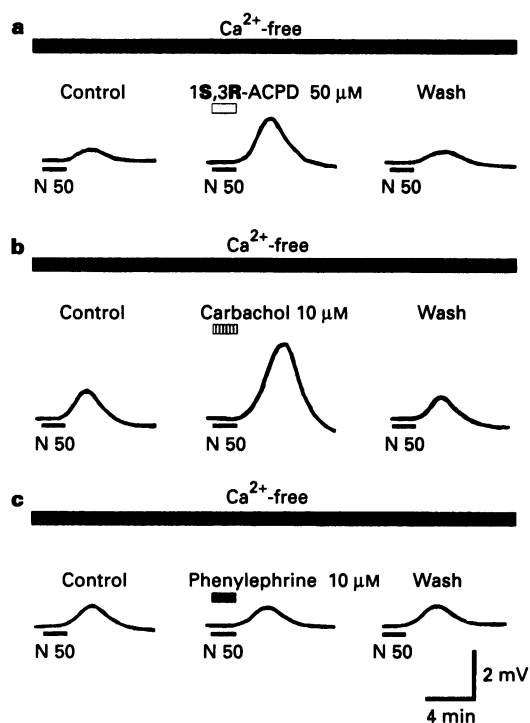 a
Ca2+-free
Control
1S,3R-ACPD 50 μM
Wash
N 50
N 50
N 50
b
Ca2+-free
Control
Carbachol 10 μM
Wash
N 50
N 50
N 50
c
Ca2+-free
Control
Phenylephrine 10 μM
Wash
N 50
N 50
N 50
2 mV
4 min